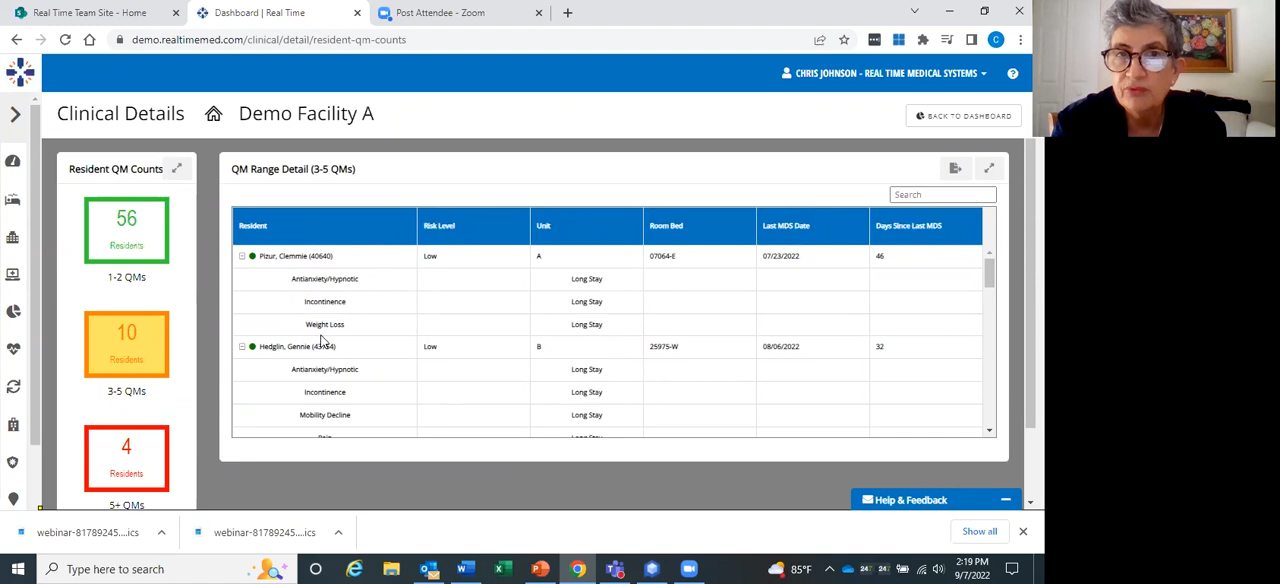 Real Time Team Site - Home
Dashboard | Real Time
Post Attendee - Zoom
demo.realtimemed.com/clinical/detail/resident-qm-counts
CHRIS JOHNSON - REAL TIME MEDICAL SYSTEMS
Clinical Details
Demo Facility A
BACK TO DASHBOARD
Resident QM Counts
QM Range Detail (3-5 QMs)
Search
56
Residents
1-2 QMs
10
Residents
3-5 QMs
4
Residents
5+ QMs
Resident Risk Level Unit Room Bed Last MDS Date Days Since Last MDS
Pizur, Clemmie (40640) Low A 07064-E 07/23/2022 46
Antianxiety/Hypnotic Long Stay
Incontinence Long Stay
Weight Loss Long Stay
Hedglin, Gennie Low B 25975-W 08/06/2022 32
Antianxiety/Hypnotic Long Stay
Incontinence Long Stay
Mobility Decline Long Stay
Pain Long Stay
Help & Feedback
webinar-81789245....ics
webinar-81789245....ics
Show all
Type here to search
85°F
2:19 PM
9/7/2022